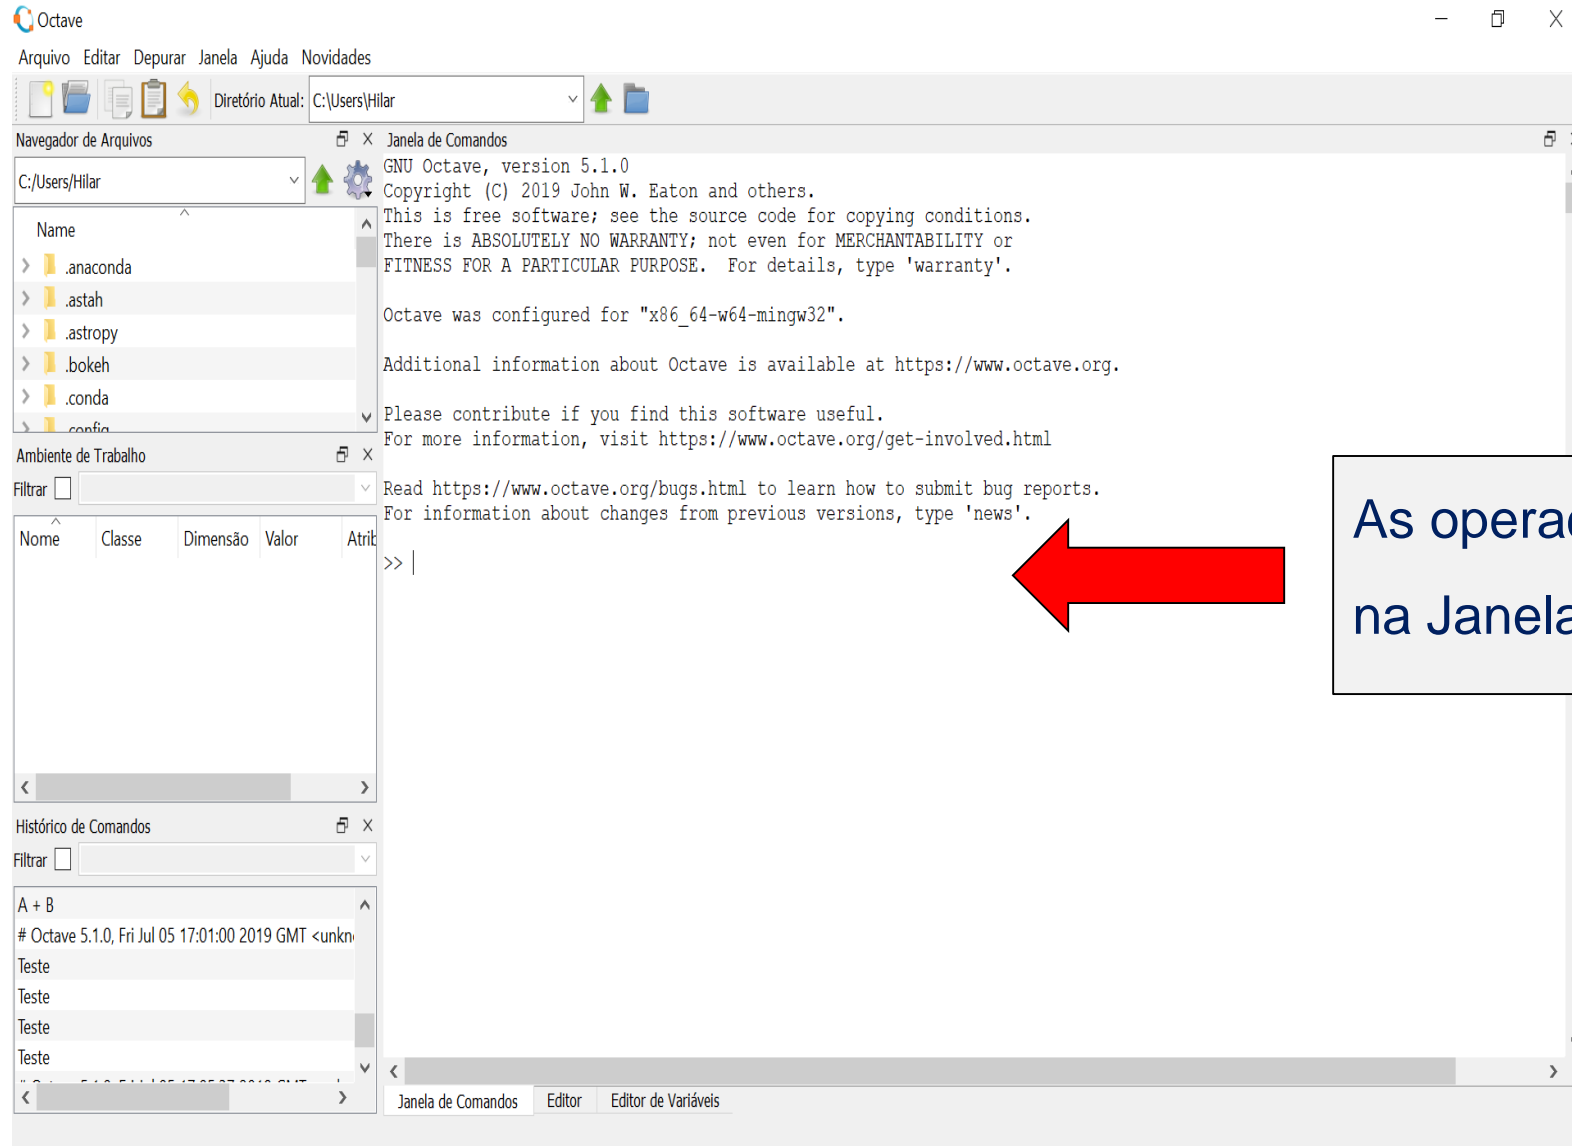 Octave
Arquivo Editar Depurar Janela Ajuda Novidades
Diretório Atual: C:\Users\Hilar
Navegador de Arquivos
C:/Users/Hilar
Name
.anaconda
.astah
.astropy
.bokeh
.conda
.config
Ambiente de Trabalho
Filtrar
Nome Classe Dimensão Valor Atrib
Histórico de Comandos
Filtrar
A + B
# Octave 5.1.0, Fri Jul 05 17:01:00 2019 GMT <unkn
Teste
Teste
Teste
Teste
Janela de Comandos
GNU Octave, version 5.1.0
Copyright (C) 2019 John W. Eaton and others.
This is free software; see the source code for copying conditions.
There is ABSOLUTELY NO WARRANTY; not even for MERCHANTABILITY or
FITNESS FOR A PARTICULAR PURPOSE.  For details, type 'warranty'.
Octave was configured for "x86_64-w64-mingw32".
Additional information about Octave is available at https://www.octave.org.
Please contribute if you find this software useful.
For more information, visit https://www.octave.org/get-involved.html
Read https://www.octave.org/bugs.html to learn how to submit bug reports.
For information about changes from previous versions, type 'news'.
>>
As opera
na Janela
Janela de Comandos Editor Editor de Variáveis